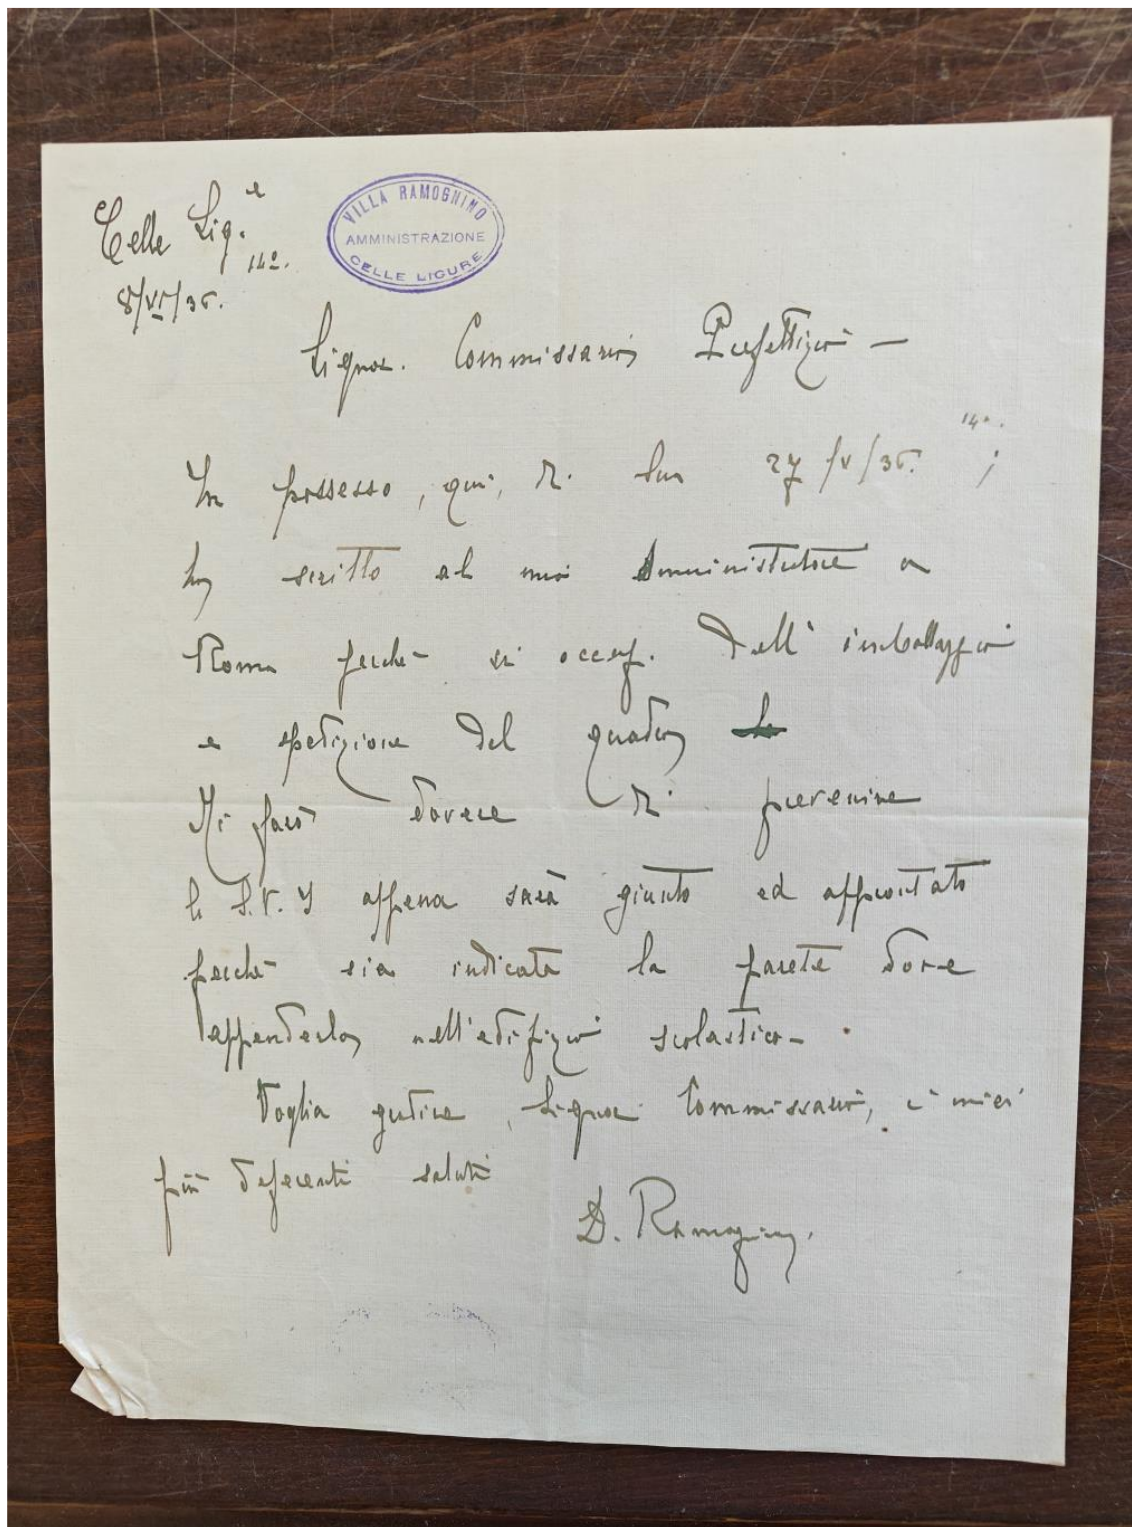 Celle Lig.e
8/VI/36. 14º.
VILLA RAMOGNINO
AMMINISTRAZIONE
CELLE LIGURE
Signor. Commissario Prefettizio —
In possesso, qui, di Sua 27/V/36. 14º. ;
ho scritto al mio Amministratore a
Roma perchè si occupi dell'imballaggio
e spedizione del quadro
Mi farò dovere di prevenire
la S.V.I appena sarà giunto ed approntato
perchè sia indicata la parete dove
appenderlo nell'edifizio scolastico —
Voglia gradire, Signor Commissario, i miei
più deferenti saluti
D. Ramognino.